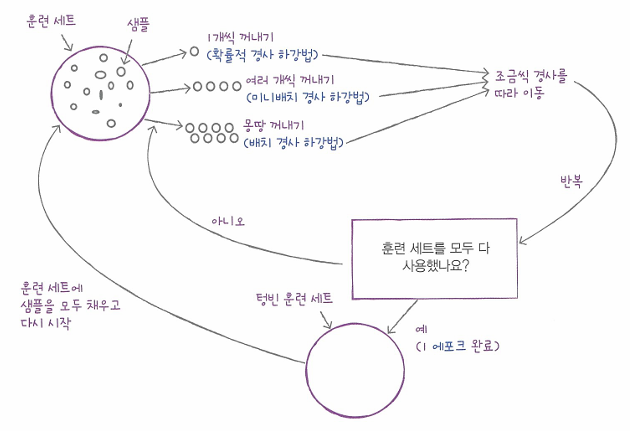 훈련 세트
샘플
1개씩 꺼내기
(확률적 경사 하강법)
여러 개씩 꺼내기
(미니배치 경사 하강법)
몽땅 꺼내기
(배치 경사 하강법)
조금씩 경사를
따라 이동
반복
아니오
훈련 세트를 모두 다
사용했나요?
훈련 세트에
샘플을 모두 채우고
다시 시작
텅빈 훈련 세트
예
(1 에포크 완료)